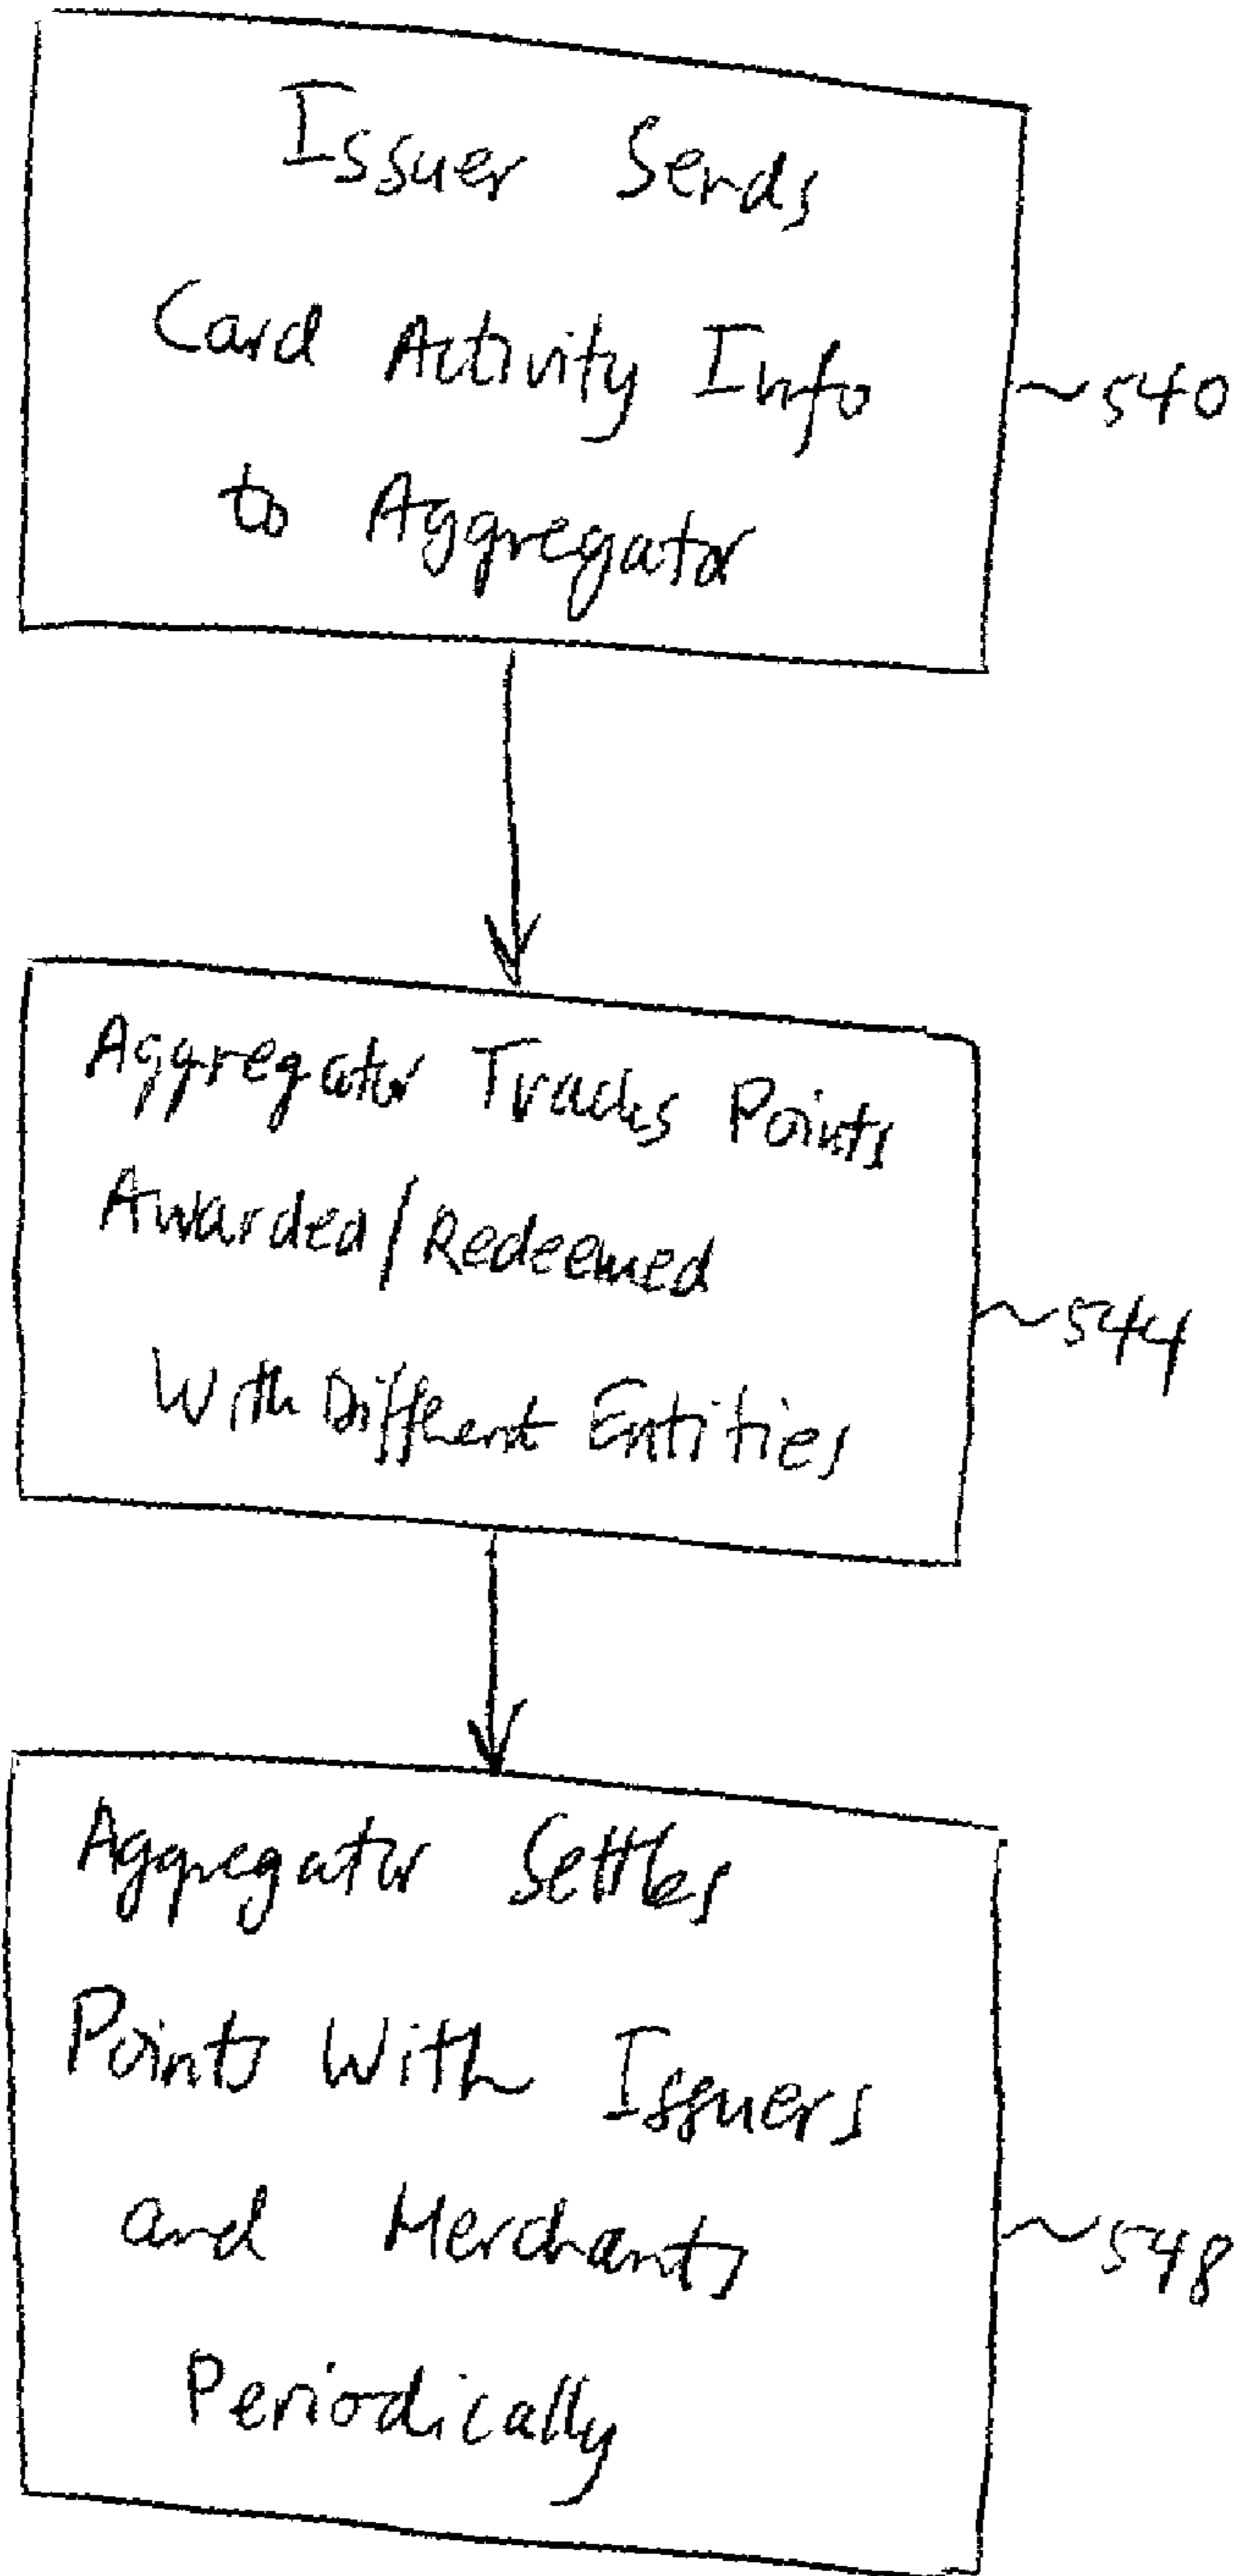 Issuer Sends
Card Activity Info
to Aggregator
~540
Aggregator Tracks Points
Awarded/Redeemed
With Different Entities
~544
Aggregator Settles
Points With Issuers
and Merchants
Periodically
~548